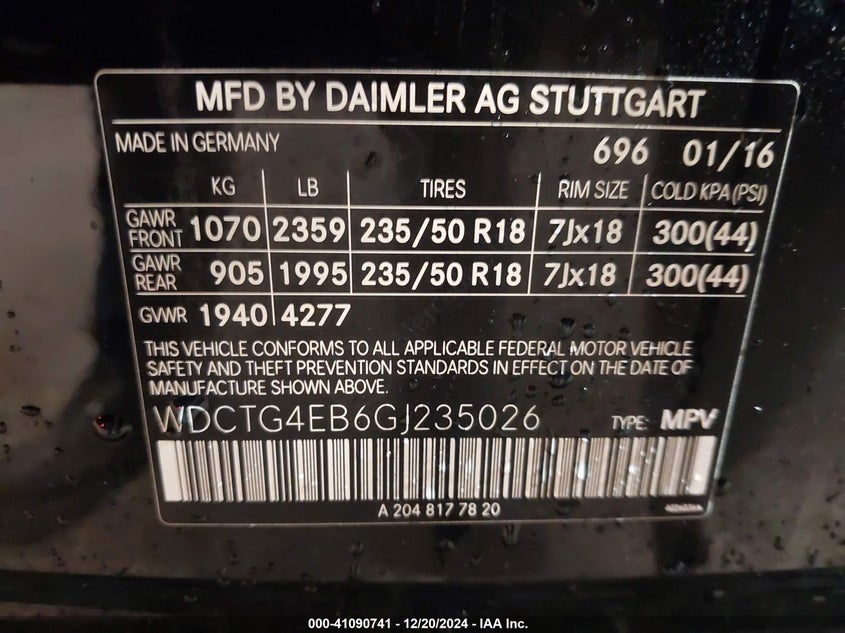 MFD BY DAIMLER AG STUTTGART
MADE IN GERMANY 696 01/16
KG LB TIRES RIM SIZE COLD KPA(PSI)
GAWR FRONT 1070 2359 235/50 R18 7Jx18 300(44)
GAWR REAR 905 1995 235/50 R18 7Jx18 300(44)
GVWR 1940 4277
THIS VEHICLE CONFORMS TO ALL APPLICABLE FEDERAL MOTOR VEHICLE
SAFETY AND THEFT PREVENTION STANDARDS IN EFFECT ON THE DATE OF
MANUFACTURE SHOWN ABOVE.
WDCTG4EB6GJ235026 TYPE: MPV
A 204 817 78 20
000-41090741 - 12/20/2024 - IAA Inc.